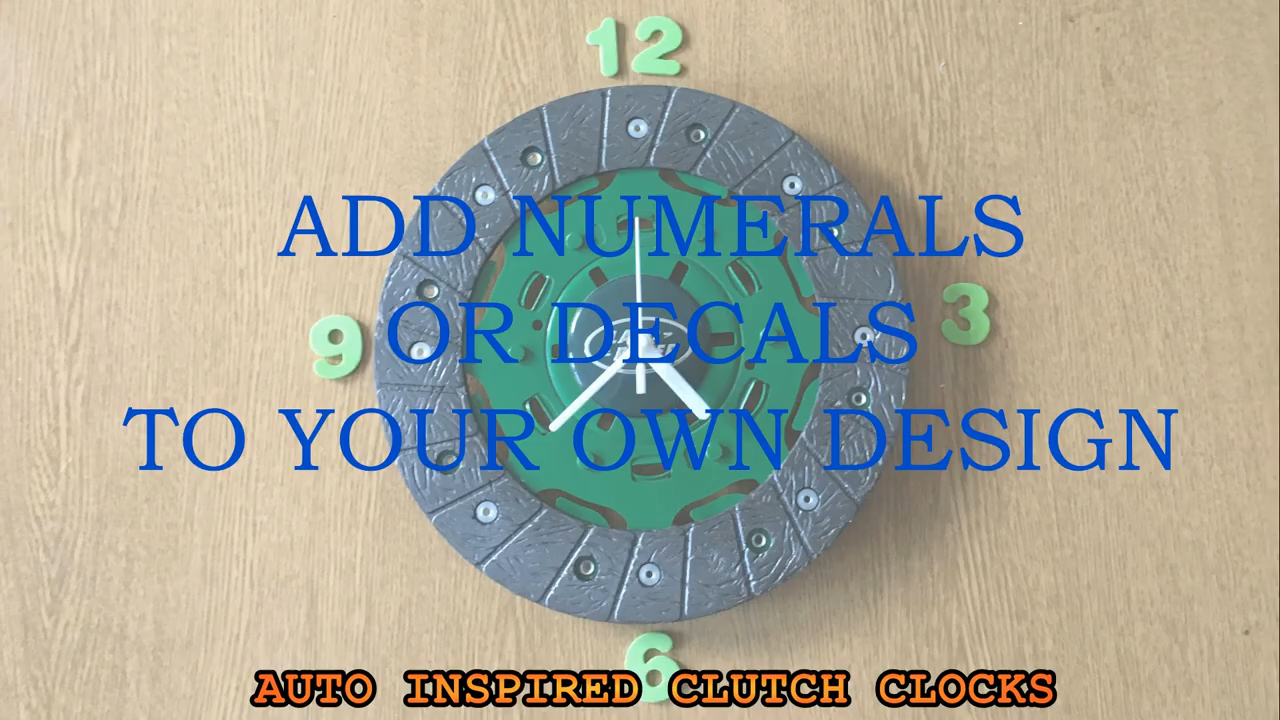 12
ADD NUMERALS
OR DECALS
9 3
TO YOUR OWN DESIGN
6
AUTO INSPIRED CLUTCH CLOCKS